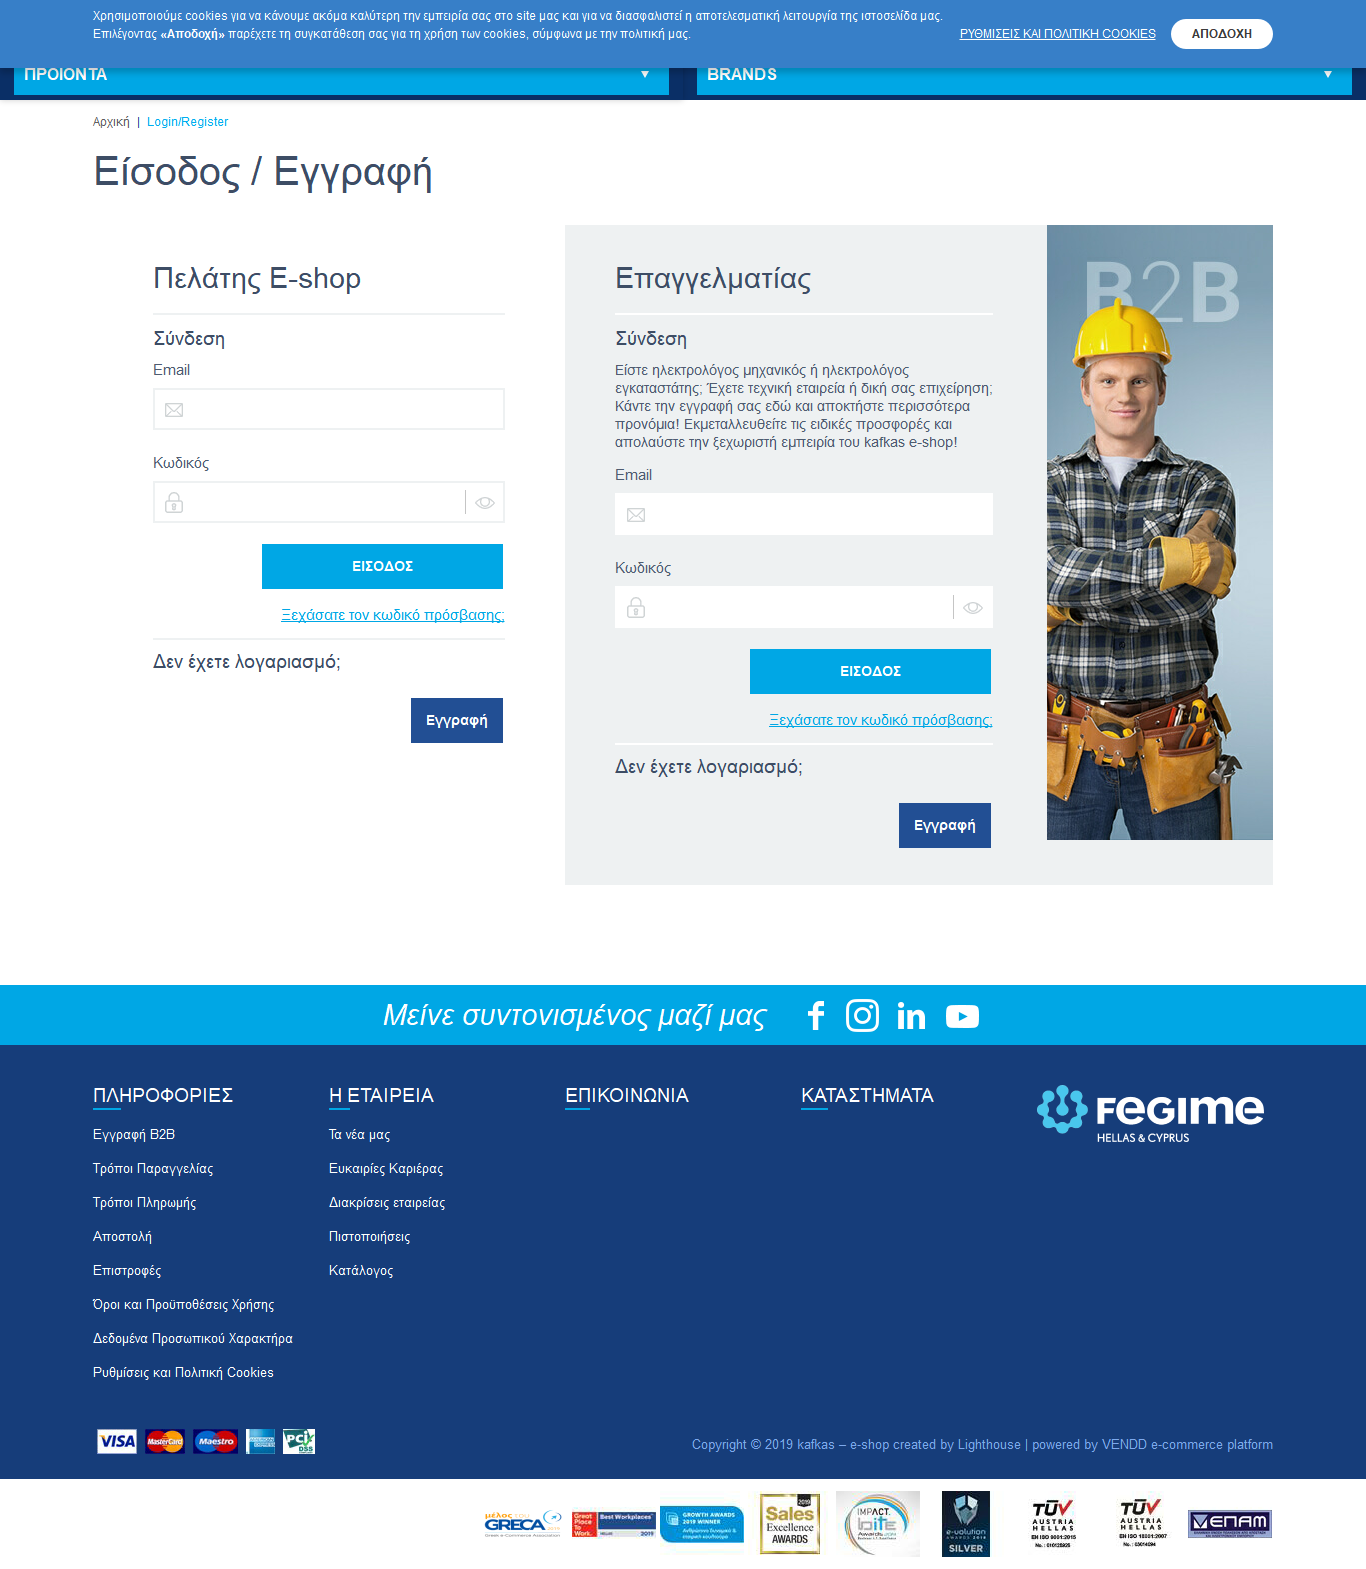 Χρησιμοποιούμε cookies για να κάνουμε ακόμα καλύτερη την εμπειρία σας στο site μας και για να διασφαλιστεί η αποτελεσματική λειτουργία της ιστοσελίδα μας.
Επιλέγοντας «Αποδοχή» παρέχετε τη συγκατάθεση σας για τη χρήση των cookies, σύμφωνα με την πολιτική μας.
ΡΥΘΜΙΣΕΙΣ ΚΑΙ ΠΟΛΙΤΙΚΗ COOKIES
ΑΠΟΔΟΧΗ
ΠΡΟΪΟΝΤΑ
BRANDS
Αρχική | Login/Register
Είσοδος / Εγγραφή
Πελάτης E-shop
Σύνδεση
Email
Κωδικός
ΕΙΣΟΔΟΣ
Ξεχάσατε τον κωδικό πρόσβασης;
Δεν έχετε λογαριασμό;
Εγγραφή
Επαγγελματίας
Σύνδεση
Είστε ηλεκτρολόγος μηχανικός ή ηλεκτρολόγος
εγκαταστάτης; Έχετε τεχνική εταιρεία ή δική σας επιχείρηση;
Κάντε την εγγραφή σας εδώ και αποκτήστε περισσότερα
προνόμια! Εκμεταλλευθείτε τις ειδικές προσφορές και
απολαύστε την ξεχωριστή εμπειρία του kafkas e-shop!
Email
Κωδικός
ΕΙΣΟΔΟΣ
Ξεχάσατε τον κωδικό πρόσβασης;
Δεν έχετε λογαριασμό;
Εγγραφή
B2B
Μείνε συντονισμένος μαζί μας
ΠΛΗΡΟΦΟΡΙΕΣ
Εγγραφή B2B
Τρόποι Παραγγελίας
Τρόποι Πληρωμής
Αποστολή
Επιστροφές
Όροι και Προϋποθέσεις Χρήσης
Δεδομένα Προσωπικού Χαρακτήρα
Ρυθμίσεις και Πολιτική Cookies
Η ΕΤΑΙΡΕΙΑ
Τα νέα μας
Ευκαιρίες Καριέρας
Διακρίσεις εταιρείας
Πιστοποιήσεις
Κατάλογος
ΕΠΙΚΟΙΝΩΝΙΑ
ΚΑΤΑΣΤΗΜΑΤΑ
FEGIME
HELLAS & CYPRUS
VISA
MasterCard
Maestro
PCI
DSS
Copyright © 2019 kafkas – e-shop created by Lighthouse | powered by VENDD e-commerce platform
μέλος του
GRECA
Great
Place
To
Work.
Best Workplaces
HELLAS
2019
GROWTH AWARDS
2019 WINNER
2019
Sales
Excellence
AWARDS
IMPACT
bite
Awards
e-volution
AWARDS 2019
SILVER
TÜV
AUSTRIA
HELLAS
TÜV
AUSTRIA
HELLAS
VENAM